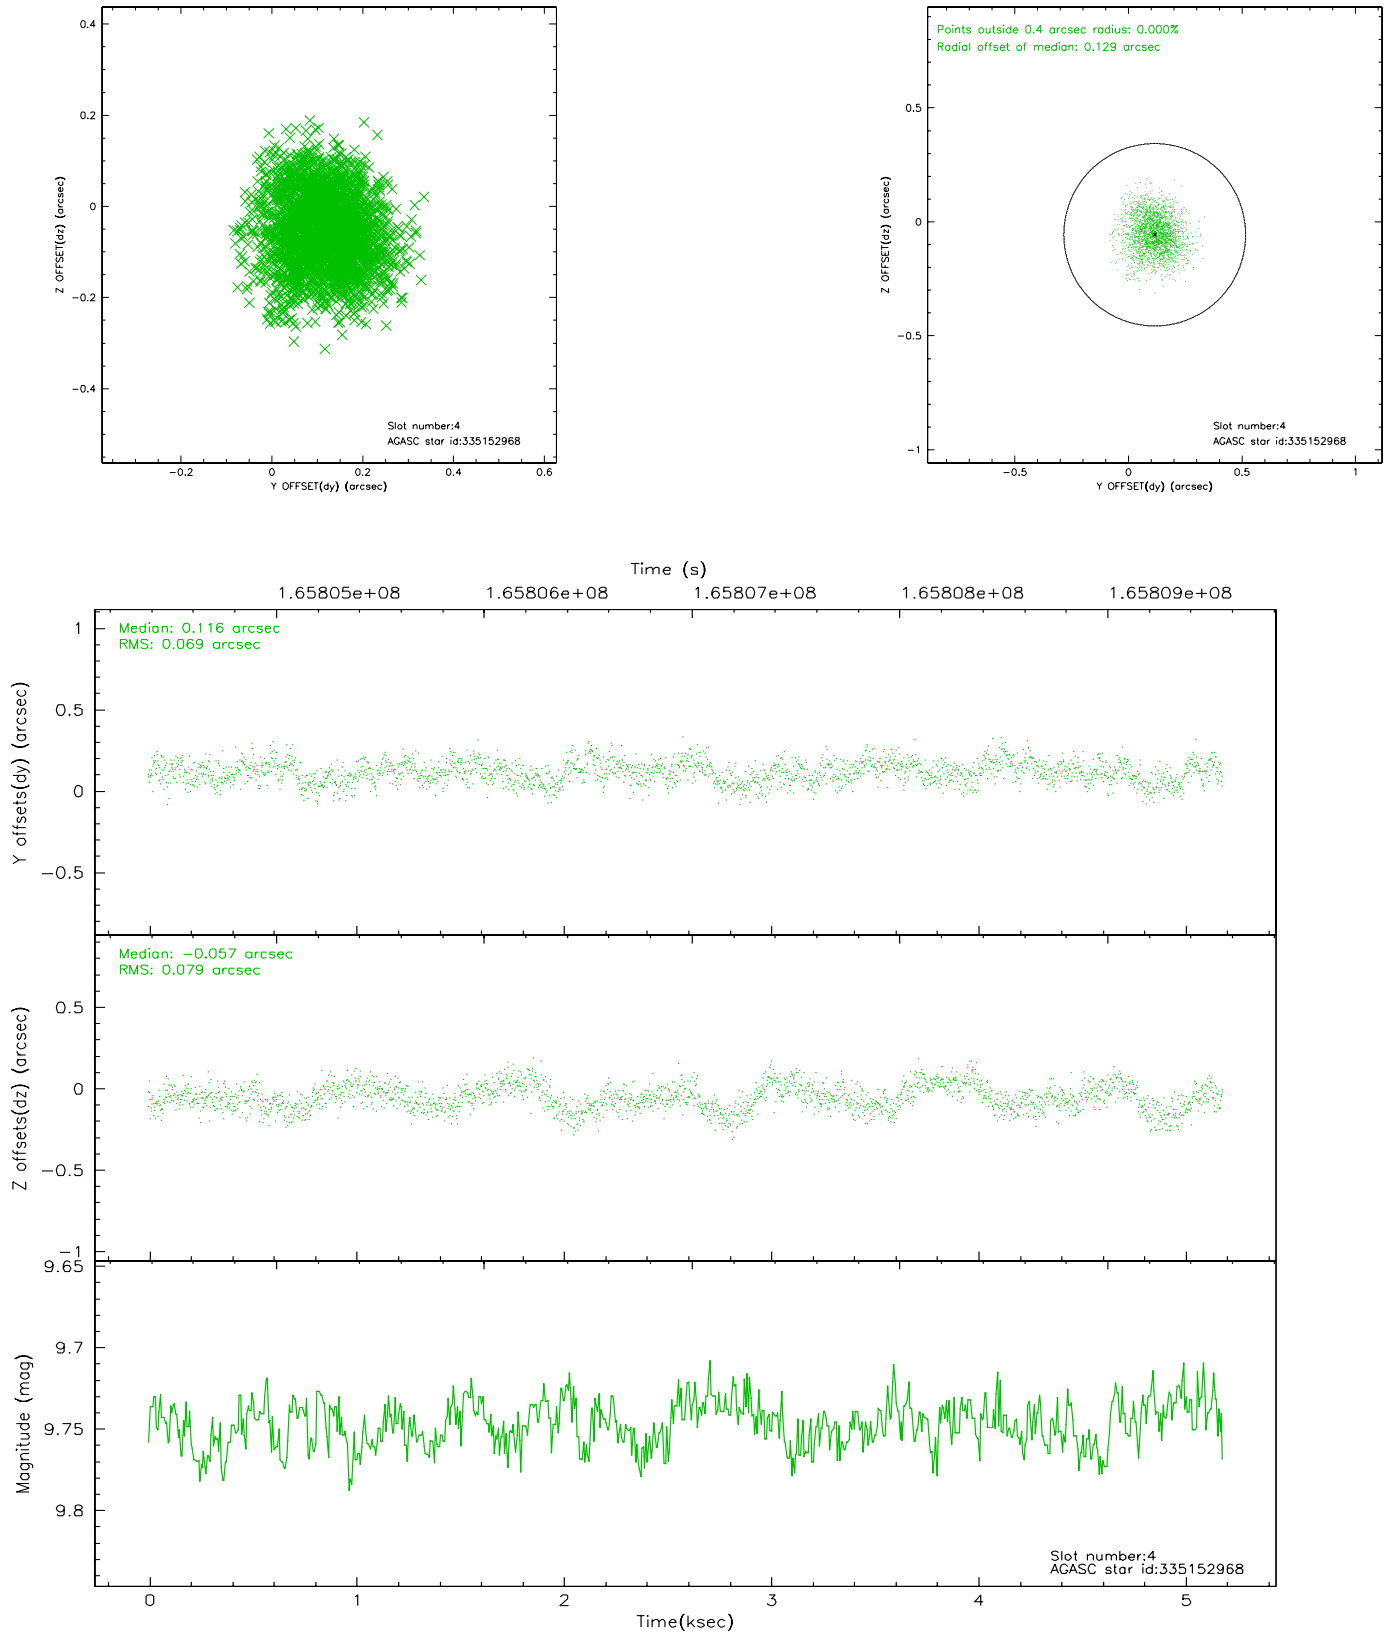 0.4
0.2
0
−0.2
−0.4
Z OFFSET(dz) (arcsec)
Slot number:4
AGASC star id:335152968
−0.2
0
0.2
0.4
0.6
Y OFFSET(dy) (arcsec)
Points outside 0.4 arcsec radius: 0.000%
Radial offset of median: 0.129 arcsec
0.5
0
−0.5
−1
Z OFFSET(dz) (arcsec)
Slot number:4
AGASC star id:335152968
−0.5
0
0.5
1
Y OFFSET(dy) (arcsec)
Time (s)
1.65805e+08
1.65806e+08
1.65807e+08
1.65808e+08
1.65809e+08
Median: 0.116 arcsec
RMS: 0.069 arcsec
1
0.5
0
−0.5
Y offsets(dy) (arcsec)
Median: −0.057 arcsec
RMS: 0.079 arcsec
0.5
0
−0.5
−1
Z offsets(dz) (arcsec)
9.65
9.7
9.75
9.8
Magnitude (mag)
Slot number:4
AGASC star id:335152968
0
1
2
3
4
5
Time(ksec)